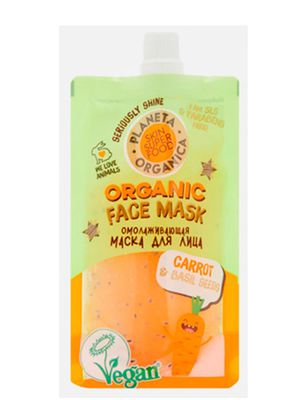 SERIOUSLY SHINE
I AM SLS
& PARABENS
FREE
PLANETA
ORGANICA
SKIN
SUPER
FOOD
WE LOVE
ANIMALS
ORGANIC
FACE MASK
ОМОЛАЖИВАЮЩАЯ
МАСКА ДЛЯ ЛИЦА
CARROT
& BASIL SEEDS
Vegan